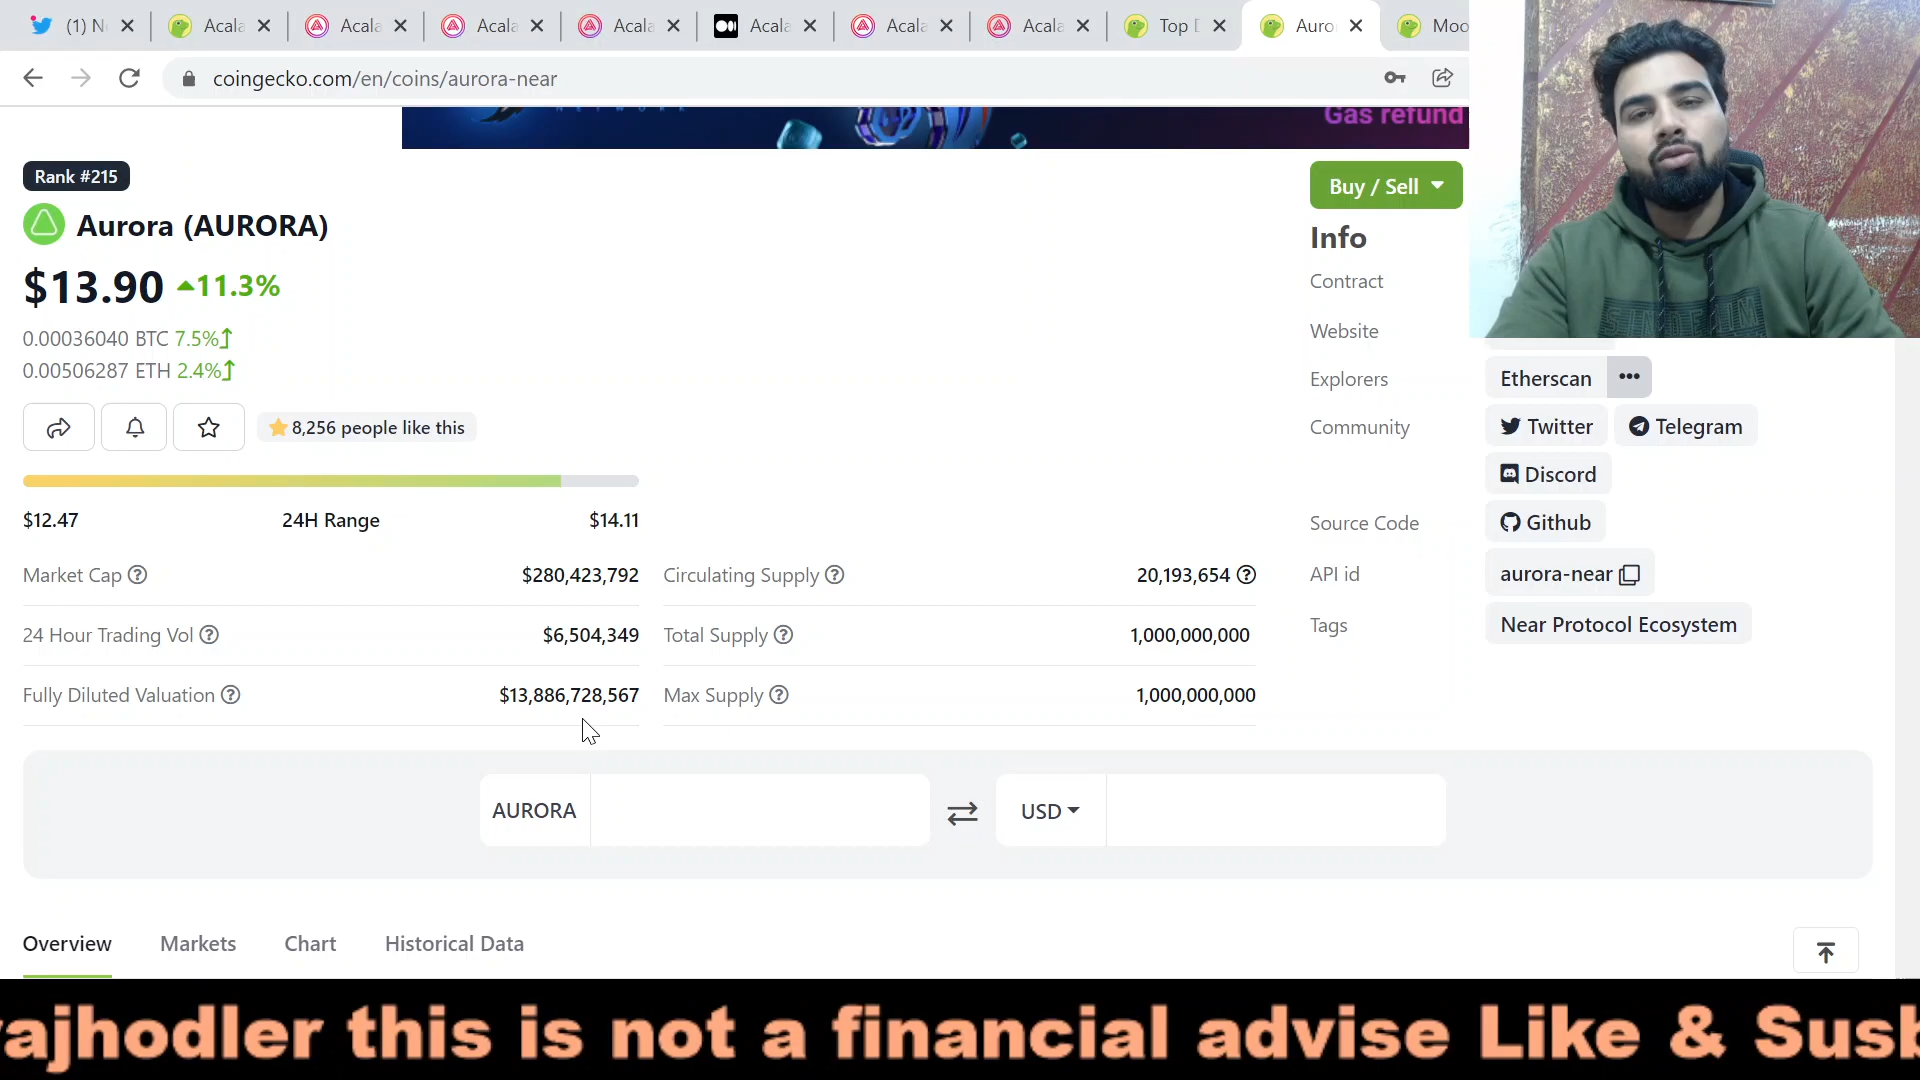 (1) N
Acala
Acala
Acala
Acala
Acala
Acala
Acala
Top
Auro
Moo
coingecko.com/en/coins/aurora-near
Gas refund
Rank #215
Buy / Sell
Aurora (AURORA)
Info
$13.90 11.3%
Contract
0.00036040 BTC 7.5%
Website
0.00506287 ETH 2.4%
Explorers
Etherscan
8,256 people like this
Community
Twitter
Telegram
Discord
$12.47 24H Range $14.11
Source Code
Github
Market Cap $280,423,792
Circulating Supply 20,193,654
API id
aurora-near
24 Hour Trading Vol $6,504,349
Total Supply 1,000,000,000
Tags
Near Protocol Ecosystem
Fully Diluted Valuation $13,886,728,567
Max Supply 1,000,000,000
AURORA
USD
Overview Markets Chart Historical Data
ajhodler this is not a financial advise Like & Susb